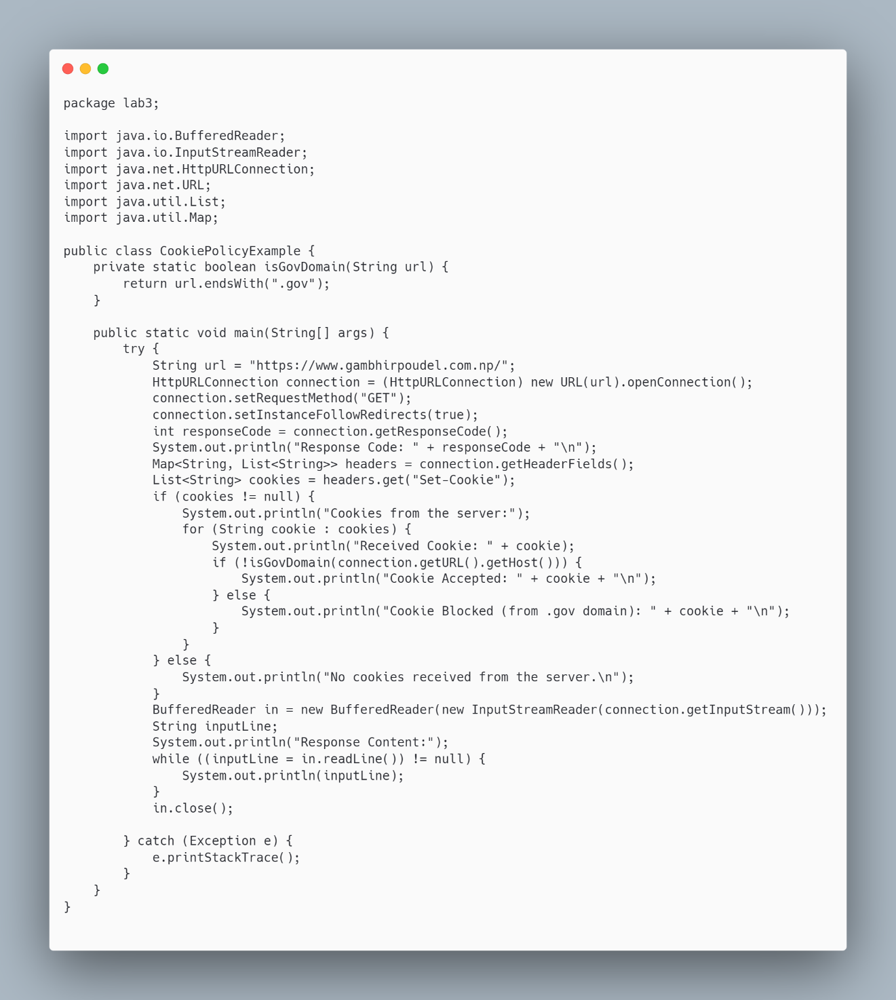 package lab3;

import java.io.BufferedReader;
import java.io.InputStreamReader;
import java.net.HttpURLConnection;
import java.net.URL;
import java.util.List;
import java.util.Map;

public class CookiePolicyExample {
    private static boolean isGovDomain(String url) {
        return url.endsWith(".gov");
    }

    public static void main(String[] args) {
        try {
            String url = "https://www.gambhirpoudel.com.np/";
            HttpURLConnection connection = (HttpURLConnection) new URL(url).openConnection();
            connection.setRequestMethod("GET");
            connection.setInstanceFollowRedirects(true);
            int responseCode = connection.getResponseCode();
            System.out.println("Response Code: " + responseCode + "\n");
            Map<String, List<String>> headers = connection.getHeaderFields();
            List<String> cookies = headers.get("Set-Cookie");
            if (cookies != null) {
                System.out.println("Cookies from the server:");
                for (String cookie : cookies) {
                    System.out.println("Received Cookie: " + cookie);
                    if (!isGovDomain(connection.getURL().getHost())) {
                        System.out.println("Cookie Accepted: " + cookie + "\n");
                    } else {
                        System.out.println("Cookie Blocked (from .gov domain): " + cookie + "\n");
                    }
                }
            } else {
                System.out.println("No cookies received from the server.\n");
            }
            BufferedReader in = new BufferedReader(new InputStreamReader(connection.getInputStream()));
            String inputLine;
            System.out.println("Response Content:");
            while ((inputLine = in.readLine()) != null) {
                System.out.println(inputLine);
            }
            in.close();

        } catch (Exception e) {
            e.printStackTrace();
        }
    }
}